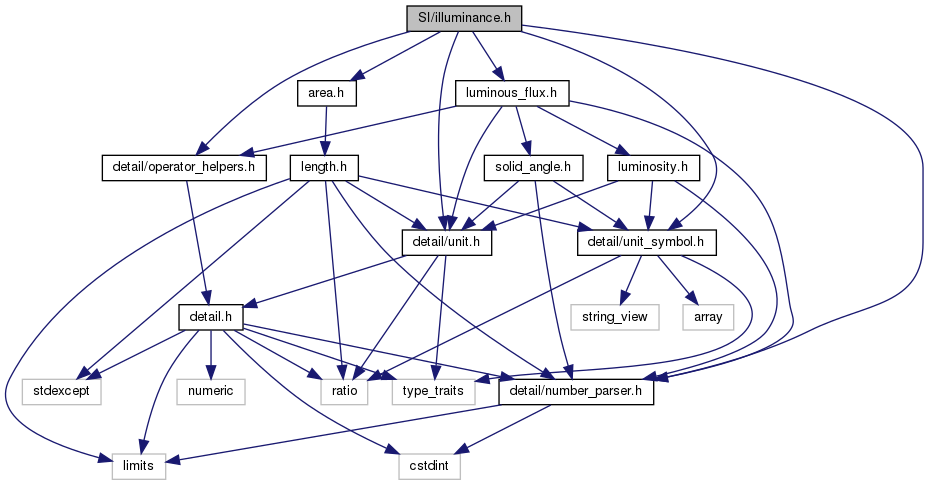 SI/illuminance.h
area.h
luminous_flux.h
detail/operator_helpers.h
length.h
solid_angle.h
luminosity.h
detail/unit.h
detail/unit_symbol.h
detail.h
string_view
array
stdexcept
numeric
ratio
type_traits
detail/number_parser.h
limits
cstdint